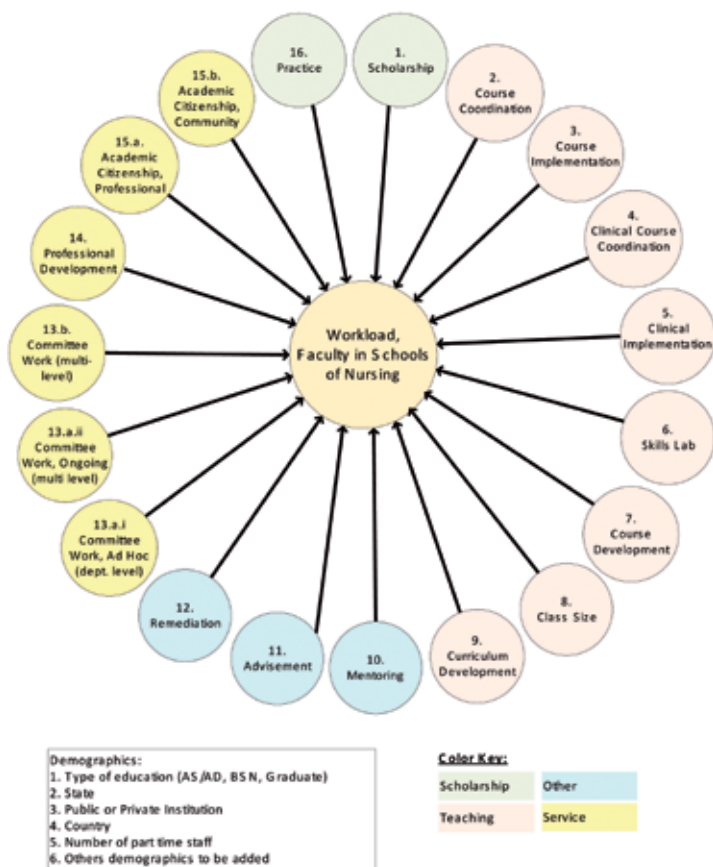 16.
Practice
1.
Scholarship
2.
Course
Coordination
3.
Course
Implementation
4.
Clinical Course
Coordination
5.
Clinical
Implementation
6.
Skills Lab
7.
Course
Development
8.
Class Size
9.
Curriculum
Development
10.
Mentoring
11.
Advisement
12.
Remediation
13.a.i
Committee
Work, Ad Hoc
(dept. level)
13.a.ii
Committee
Work, Ongoing
(multi level)
13.b.
Committee
Work (multi-
level)
14.
Professional
Development
15.a.
Academic
Citizenship,
Professional
15.b.
Academic
Citizenship,
Community
Workload,
Faculty in Schools
of Nursing
Demographics:
1. Type of education (AS/AD, BSN, Graduate)
2. State
3. Public or Private Institution
4. Country
5. Number of part time staff
6. Others demographics to be added
Color Key:
Scholarship
Other
Teaching
Service